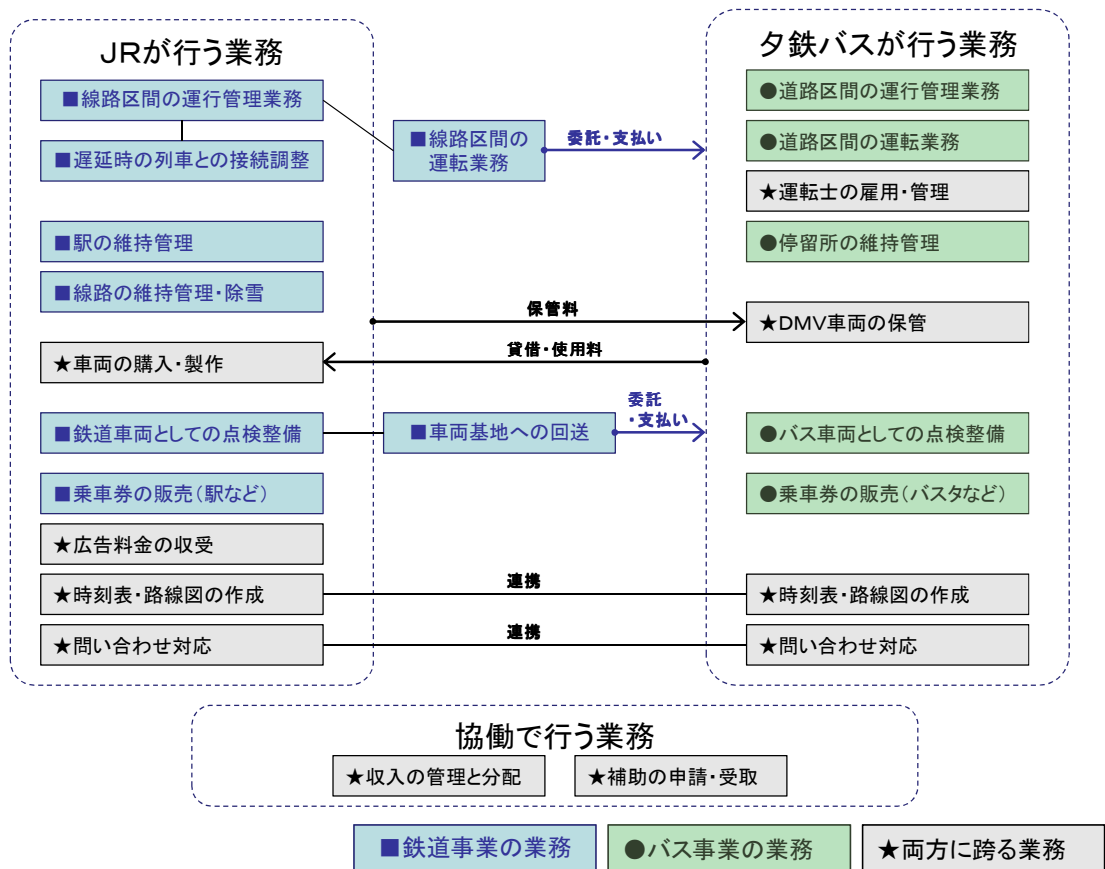 JRが行う業務
■線路区間の運行管理業務
■遅延時の列車との接続調整
■駅の維持管理
■線路の維持管理・除雪
★車両の購入・製作
■鉄道車両としての点検整備
■乗車券の販売(駅など)
★広告料金の収受
★時刻表・路線図の作成
★問い合わせ対応
■線路区間の
運転業務
委託・支払い
保管料
貸借・使用料
■車両基地への回送
委託
・支払い
連携
連携
夕鉄バスが行う業務
●道路区間の運行管理業務
●道路区間の運転業務
★運転士の雇用・管理
●停留所の維持管理
★DMV車両の保管
●バス車両としての点検整備
●乗車券の販売(バスタなど)
★時刻表・路線図の作成
★問い合わせ対応
協働で行う業務
★収入の管理と分配
★補助の申請・受取
■鉄道事業の業務
●バス事業の業務
★両方に跨る業務